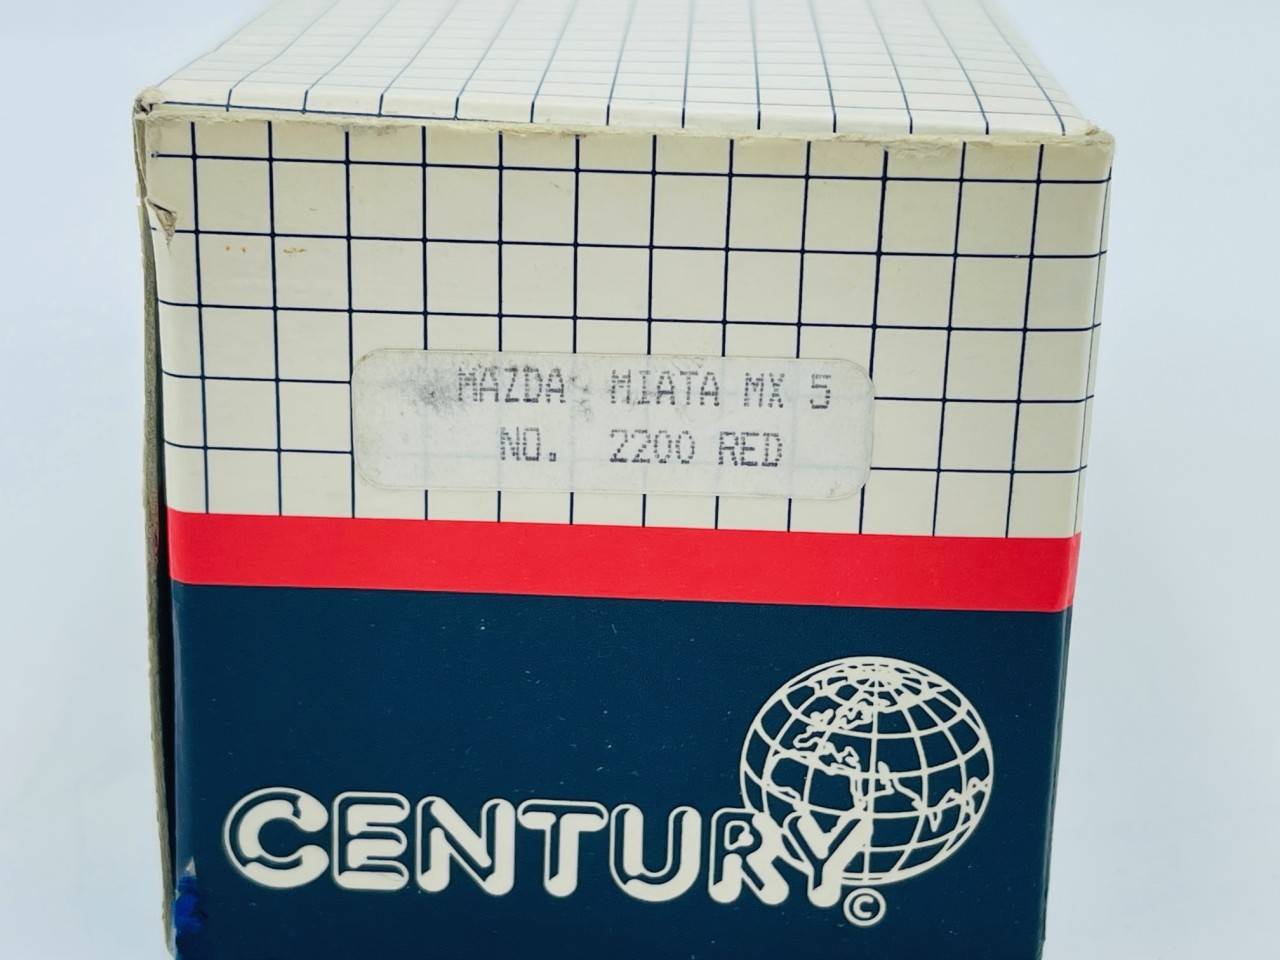 MAZDA MIATA MX 5
NO. 2200 RED
CENTURY
©